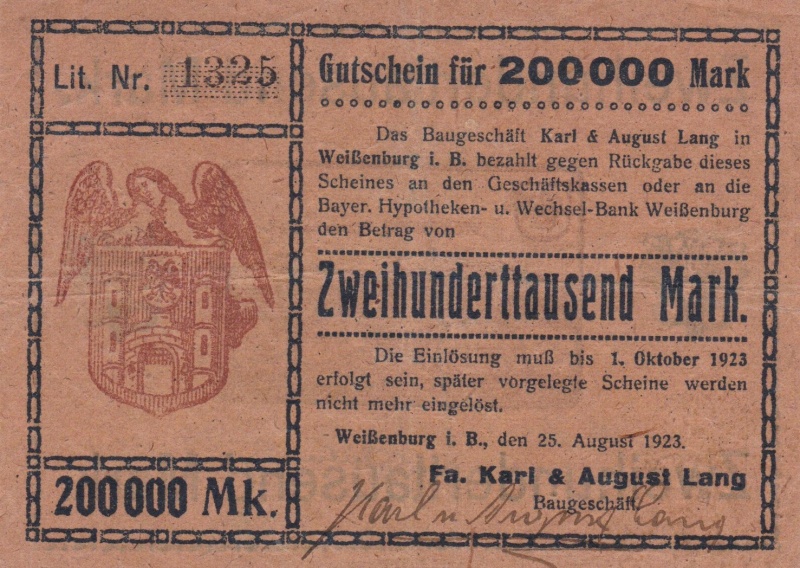 Lit. Nr. 1325
Gutschein für 200000 Mark
Das Baugeschäft Karl & August Lang in
Weißenburg i. B. bezahlt gegen Rückgabe dieses
Scheines an den Geschäftskassen oder an die
Bayer. Hypotheken- u. Wechsel-Bank Weißenburg
den Betrag von
Zweihunderttausend Mark.
Die Einlösung muß bis 1. Oktober 1923
erfolgt sein, später vorgelegte Scheine werden
nicht mehr eingelöst.
Weißenburg i. B., den 25. August 1923.
Fa. Karl & August Lang
Baugeschäft.
Karl u August Lang
200000 Mk.